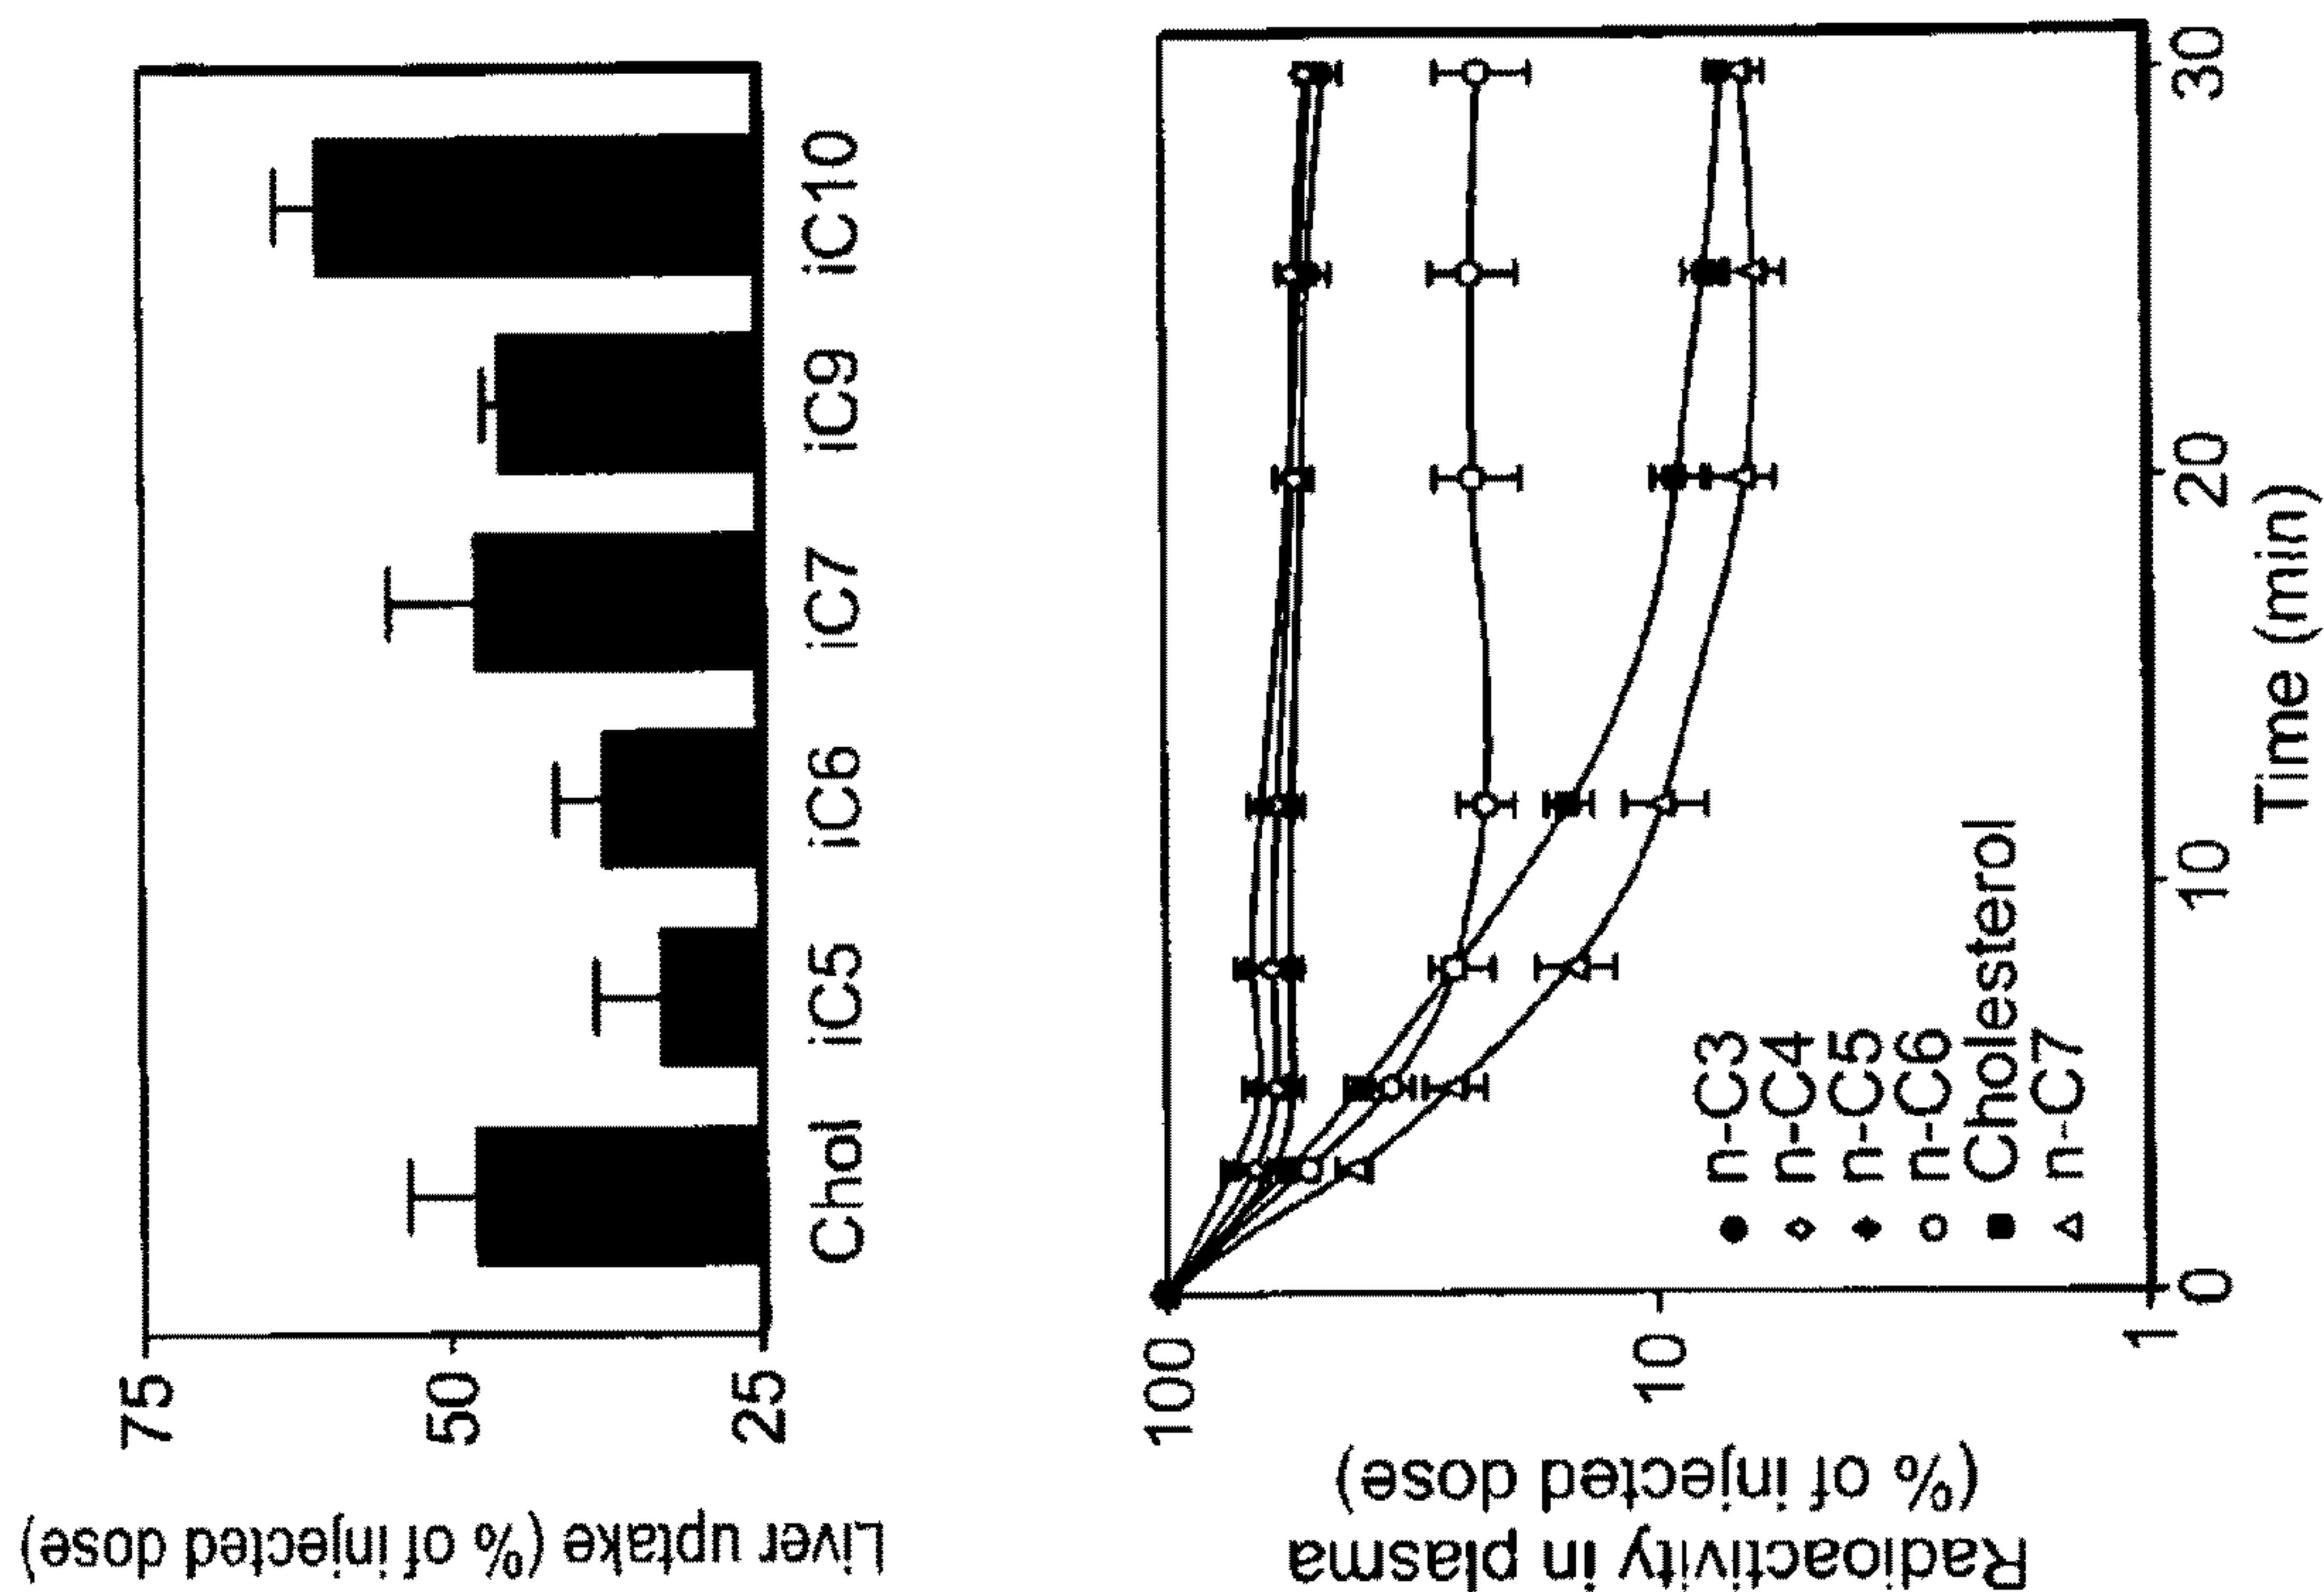 Liver uptake (% of injected dose)
75
50
25
Chol iC5 iC6 iC7 iC9 iC10
Radioactivity in plasma
(% of injected dose)
100
10
1
n-C3
n-C4
n-C5
n-C6
Cholesterol
n-C7
0 10 20 30
Time (min)